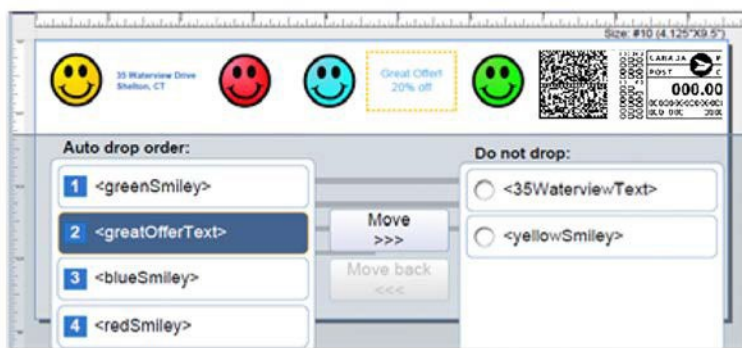 Size: #10 (4.125"X9.5")
35 Waterview Drive
Shelton, CT
Great Offer!
20% off
CANADA P
POST C
000.00
Auto drop order:
1 <greenSmiley>
2 <greatOfferText>
3 <blueSmiley>
4 <redSmiley>
Move
>>>
Move back
<<<
Do not drop:
<35WaterviewText>
<yellowSmiley>